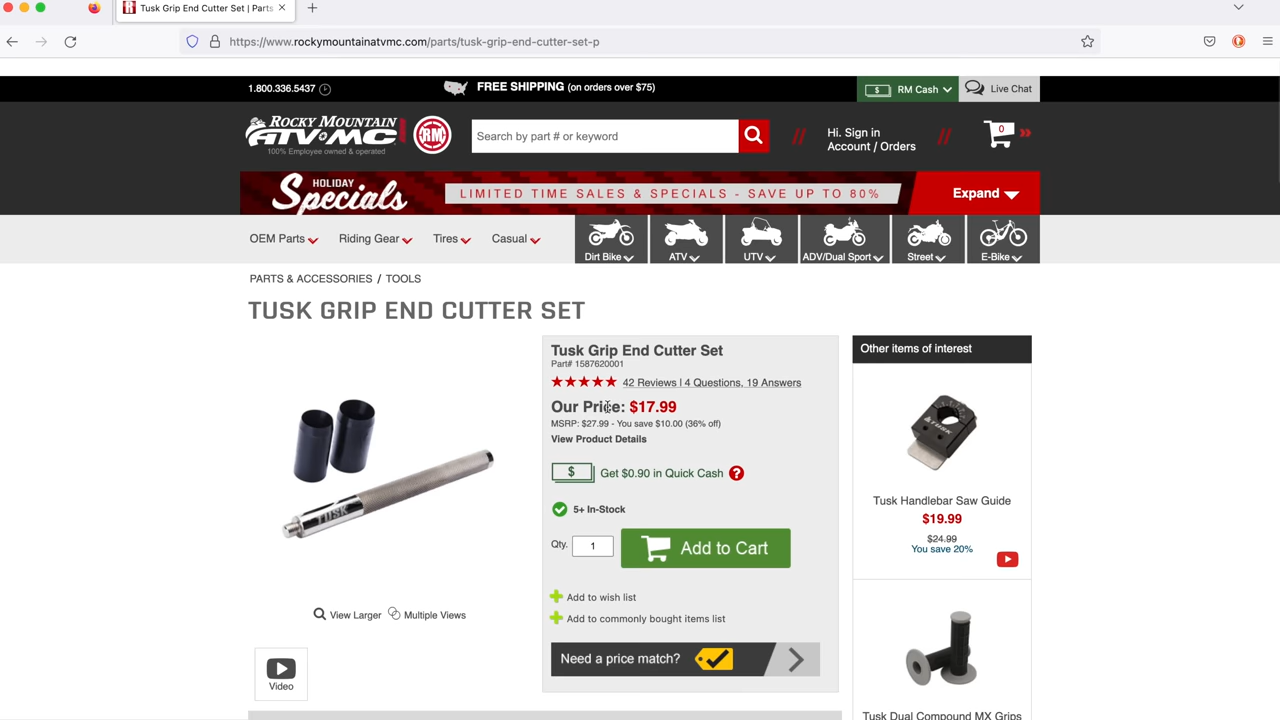 Tusk Grip End Cutter Set | Parts
https://www.rockymountainatvmc.com/parts/tusk-grip-end-cutter-set-p
1.800.336.5437
FREE SHIPPING (on orders over $75)
$ RM Cash
Live Chat
ROCKY MOUNTAIN
ATV·MC
100% Employee owned & operated
RM
Search by part # or keyword
Hi. Sign in
Account / Orders
0
HOLIDAY
Specials
LIMITED TIME SALES & SPECIALS - SAVE UP TO 80%
Expand
OEM Parts
Riding Gear
Tires
Casual
Dirt Bike
ATV
UTV
ADV/Dual Sport
Street
E-Bike
PARTS & ACCESSORIES / TOOLS
TUSK GRIP END CUTTER SET
TUSK
View Larger
Multiple Views
Video
Tusk Grip End Cutter Set
Part# 1587620001
42 Reviews | 4 Questions, 19 Answers
Our Price: $17.99
MSRP: $27.99 - You save $10.00 (36% off)
View Product Details
$ Get $0.90 in Quick Cash ?
5+ In-Stock
Qty. 1
Add to Cart
Add to wish list
Add to commonly bought items list
Need a price match?
Other items of interest
TUSK
Tusk Handlebar Saw Guide
$19.99
$24.99
You save 20%
Tusk Dual Compound MX Grips